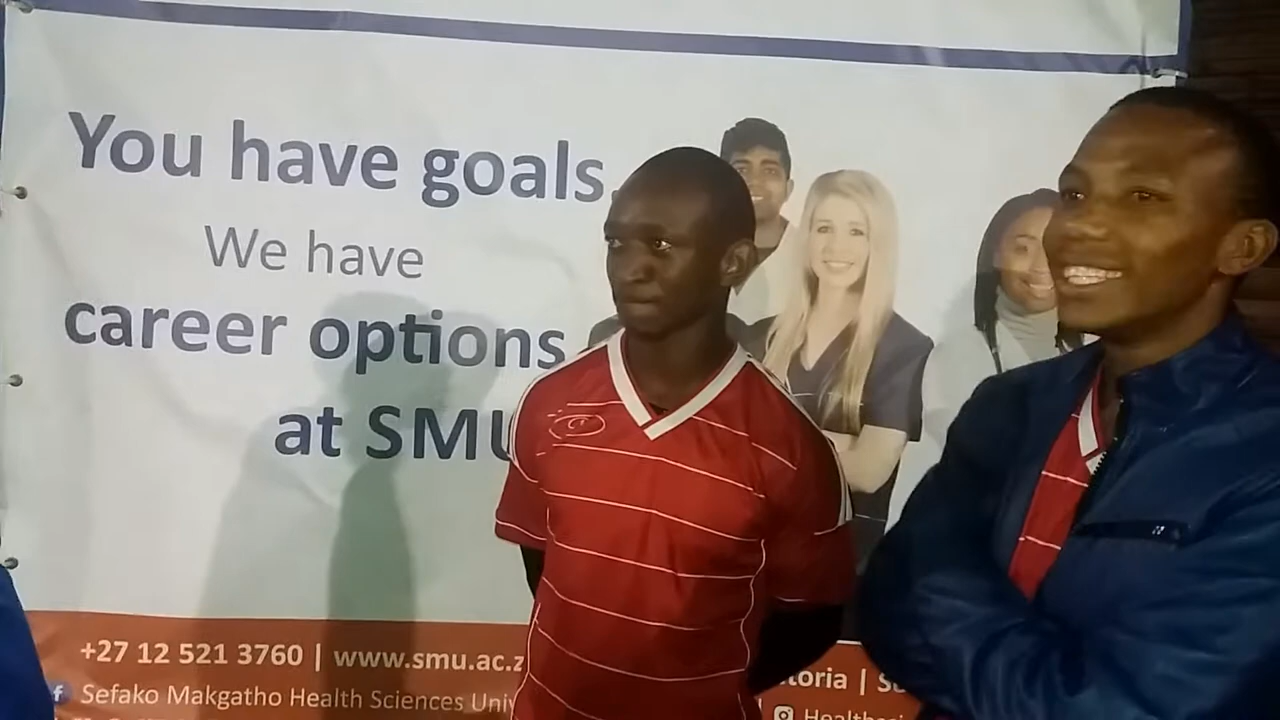 You have goals.
We have
career options
at SMU
+27 12 521 3760 | www.smu.ac.z
Sefako Makgatho Health Sciences Univ
toria | S
Healthsci